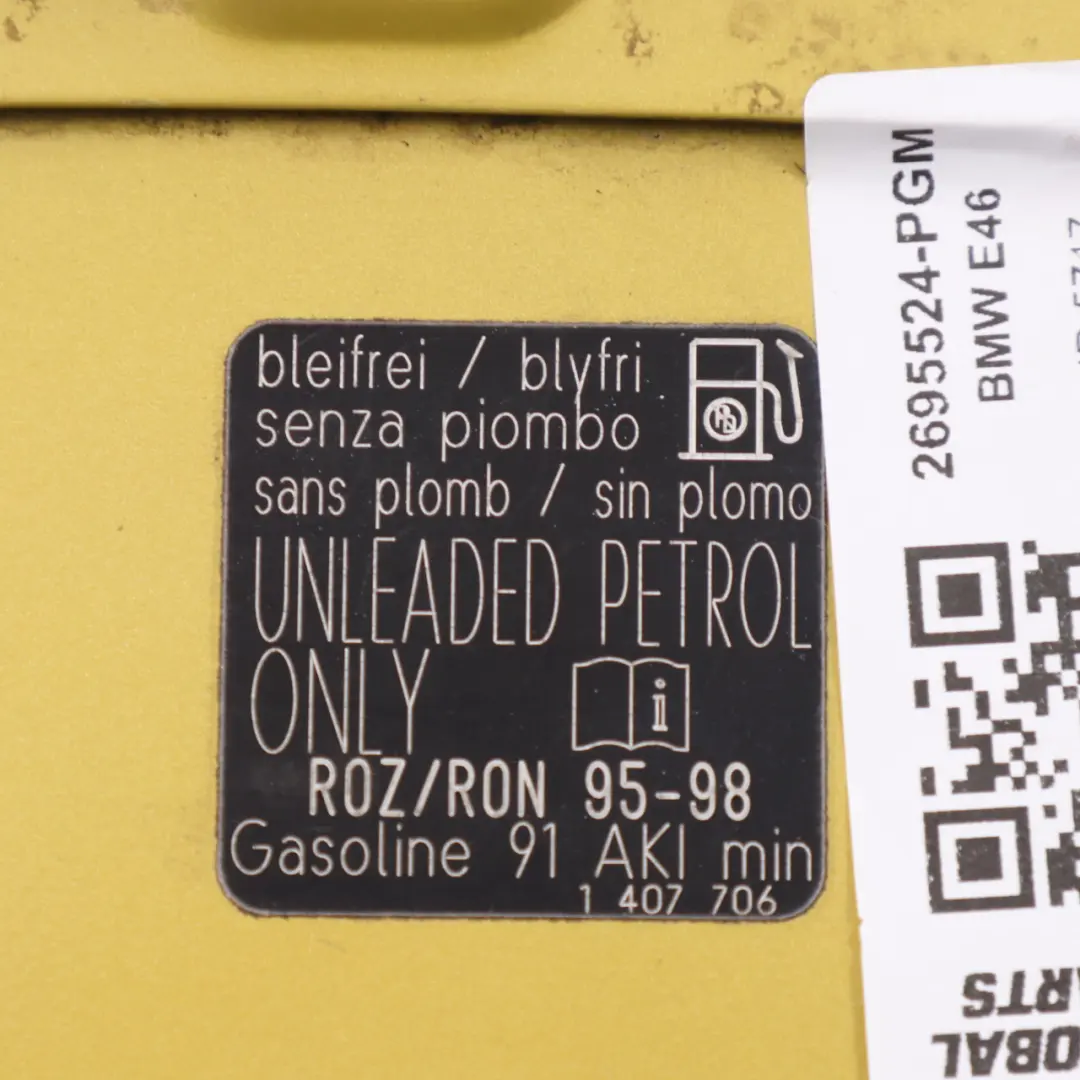 bleifrei / blyfri
senza piombo
sans plomb / sin plomo
UNLEADED PETROL
ONLY
i
ROZ/RON 95-98
Gasoline 91 AKI min
1 407 706
2695524-PGM
BMW E46